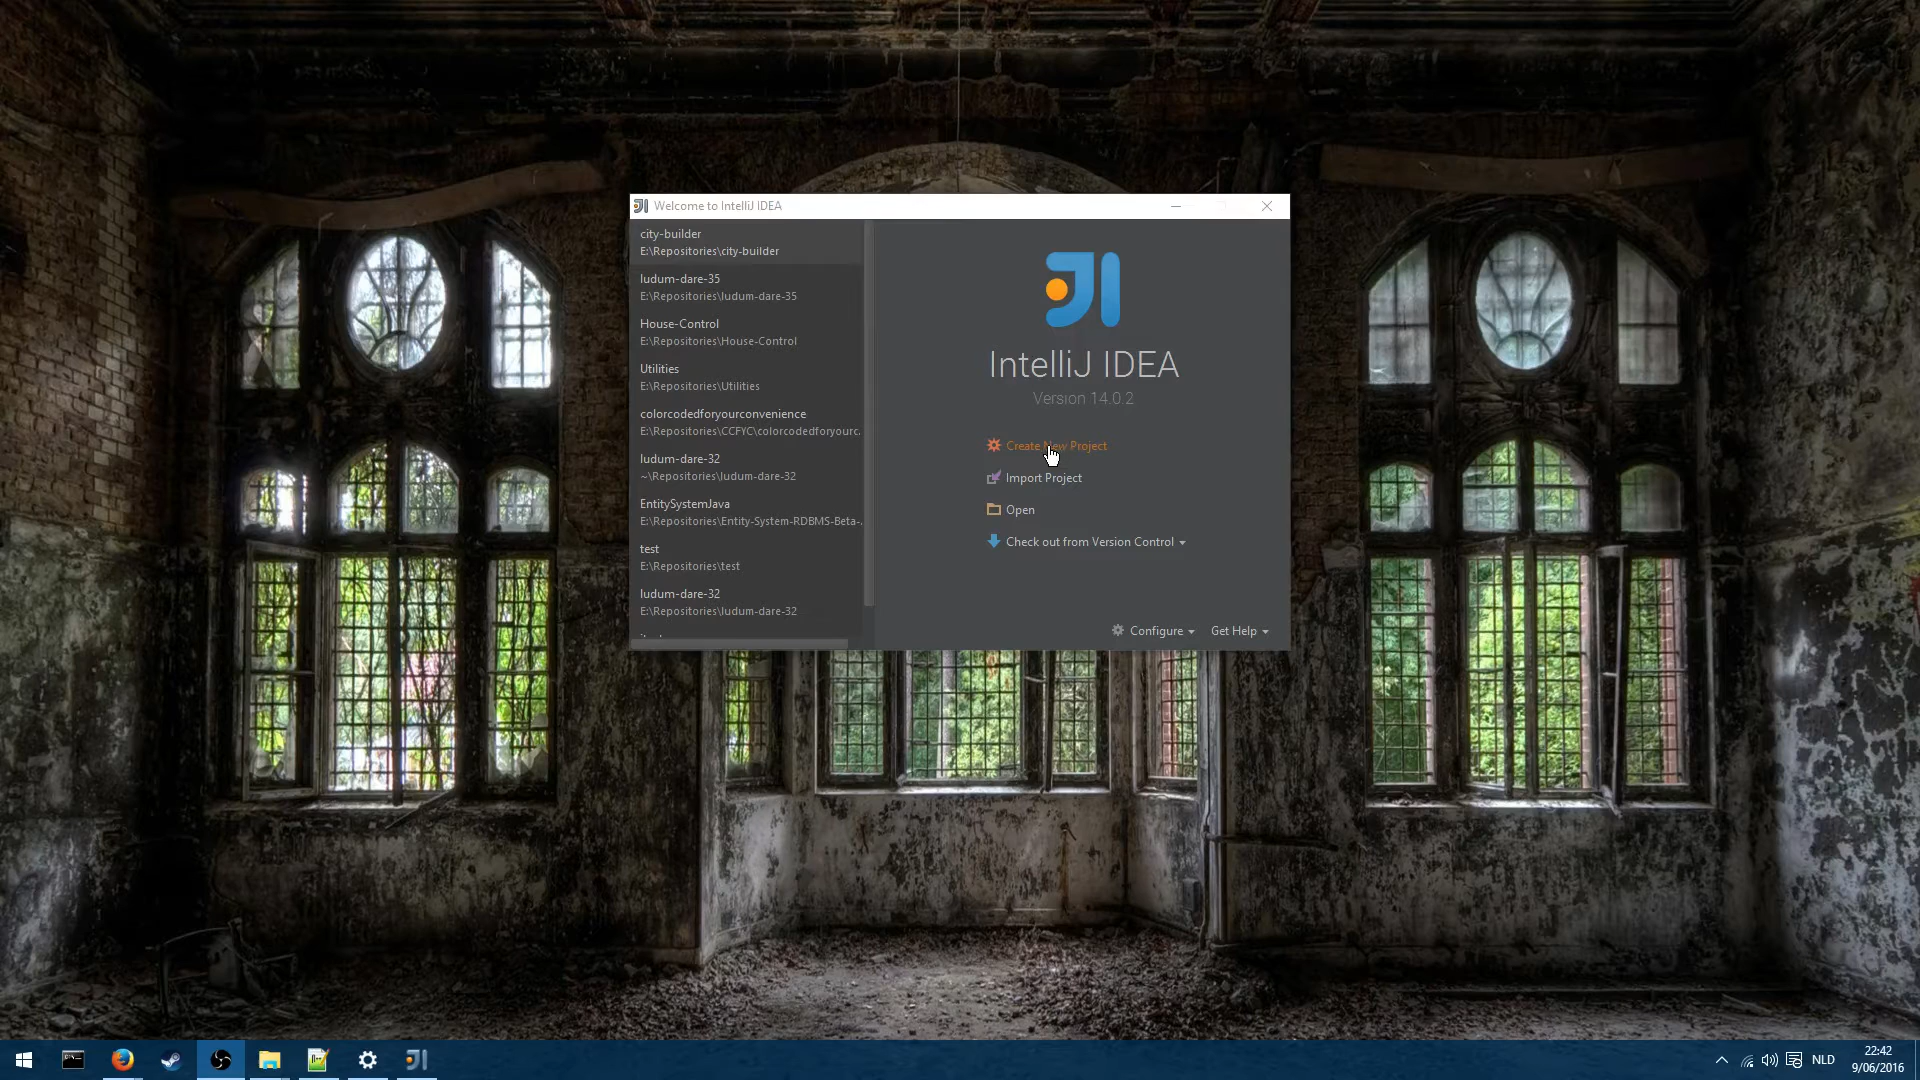 Welcome to IntelliJ IDEA
city-builder
E:\Repositories\city-builder
ludum-dare-35
E:\Repositories\ludum-dare-35
House-Control
E:\Repositories\House-Control
Utilities
E:\Repositories\Utilities
colorcodedforyourconvenience
E:\Repositories\CCFYC\colorcodedforyourc.
ludum-dare-32
~\Repositories\ludum-dare-32
EntitySystemJava
E:\Repositories\Entity-System-RDBMS-Beta-.
test
E:\Repositories\test
ludum-dare-32
E:\Repositories\ludum-dare-32
IntelliJ IDEA
Version 14.0.2
Create New Project
Import Project
Open
Check out from Version Control
Configure
Get Help
NLD
22:42
9/06/2016